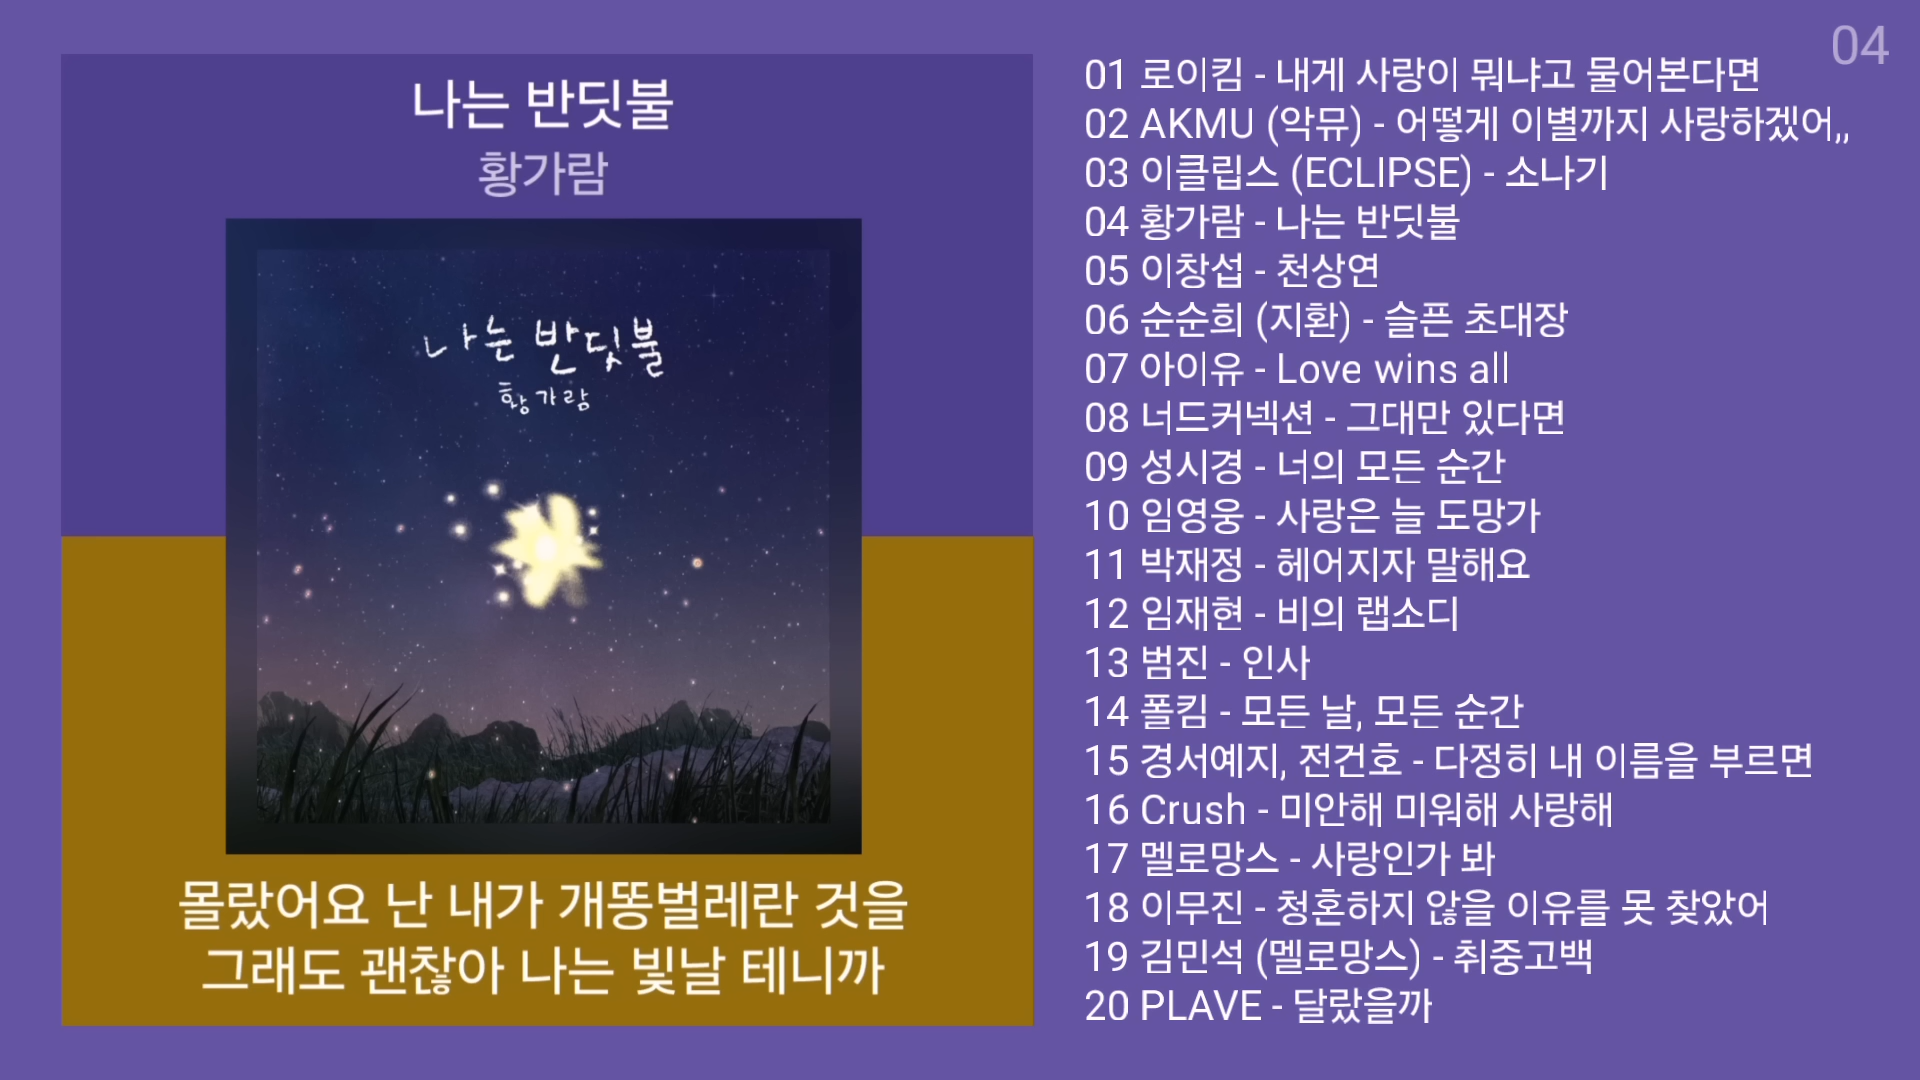 04
나는 반딧불
황가람
나는 반딧불
황가람
몰랐어요 난 내가 개똥벌레란 것을
그래도 괜찮아 나는 빛날 테니까
01 로이킴 - 내게 사랑이 뭐냐고 물어본다면
02 AKMU (악뮤) - 어떻게 이별까지 사랑하겠어,,
03 이클립스 (ECLIPSE) - 소나기
04 황가람 - 나는 반딧불
05 이창섭 - 천상연
06 순순희 (지환) - 슬픈 초대장
07 아이유 - Love wins all
08 너드커넥션 - 그대만 있다면
09 성시경 - 너의 모든 순간
10 임영웅 - 사랑은 늘 도망가
11 박재정 - 헤어지자 말해요
12 임재현 - 비의 랩소디
13 범진 - 인사
14 폴킴 - 모든 날, 모든 순간
15 경서예지, 전건호 - 다정히 내 이름을 부르면
16 Crush - 미안해 미워해 사랑해
17 멜로망스 - 사랑인가 봐
18 이무진 - 청혼하지 않을 이유를 못 찾았어
19 김민석 (멜로망스) - 취중고백
20 PLAVE - 달랐을까